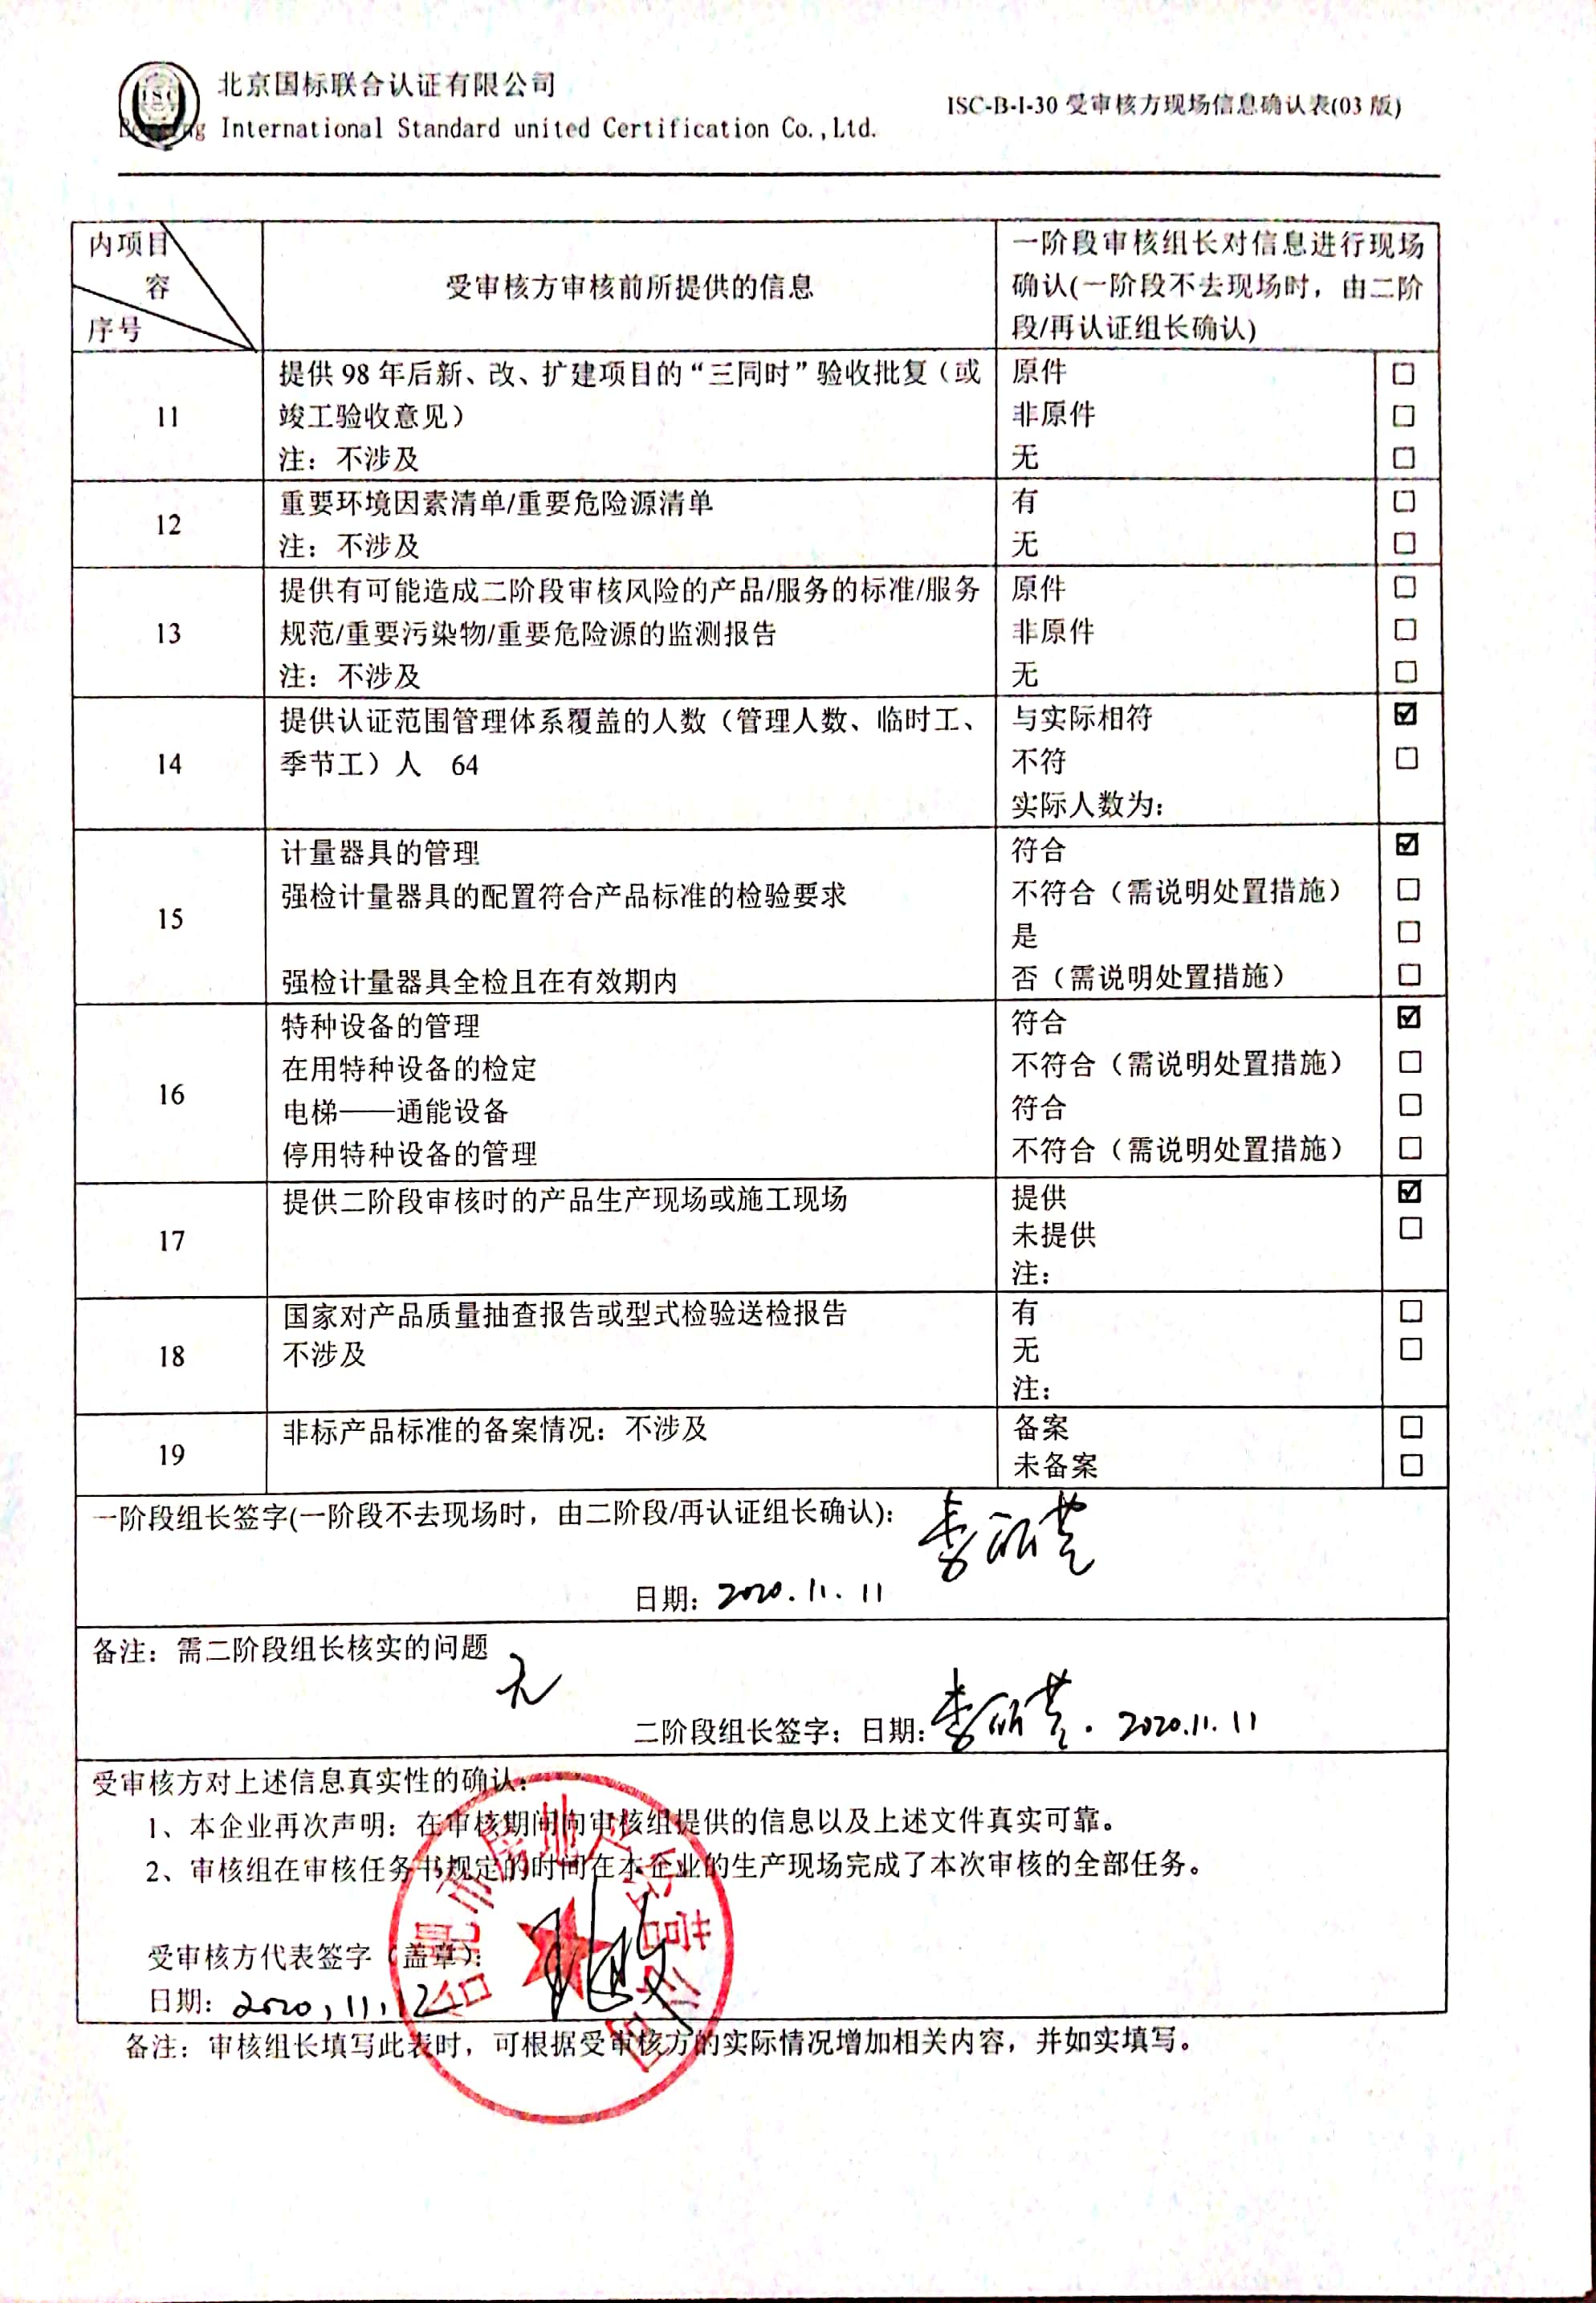 北京国标联合认证有限公司
ISC-B-I-30 受审核方现场信息确认表(03 版)
ISC
Beijing International Standard united Certification Co.,Ltd.
内项目
容
序号
受审核方审核前所提供的信息
一阶段审核组长对信息进行现场
确认(一阶段不去现场时，由二阶
段/再认证组长确认)
11
提供 98 年后新、改、扩建项目的“三同时”验收批复（或
竣工验收意见）
注：不涉及
原件 □
非原件 □
无 □
12
重要环境因素清单/重要危险源清单
注：不涉及
有 □
无 □
13
提供有可能造成二阶段审核风险的产品/服务的标准/服务
规范/重要污染物/重要危险源的监测报告
注：不涉及
原件 □
非原件 □
无 □
14
提供认证范围管理体系覆盖的人数（管理人数、临时工、
季节工）人 64
与实际相符 ☑
不符 □
实际人数为:
15
计量器具的管理
强检计量器具的配置符合产品标准的检验要求
强检计量器具全检且在有效期内
符合 ☑
不符合（需说明处置措施） □
是 □
否（需说明处置措施） □
16
特种设备的管理
在用特种设备的检定
电梯——通能设备
停用特种设备的管理
符合 ☑
不符合（需说明处置措施） □
符合 □
不符合（需说明处置措施） □
17
提供二阶段审核时的产品生产现场或施工现场
提供 ☑
未提供 □
注：
18
国家对产品质量抽查报告或型式检验送检报告
不涉及
有 □
无 □
注：
19
非标产品标准的备案情况：不涉及
备案 □
未备案 □
一阶段组长签字(一阶段不去现场时，由二阶段/再认证组长确认)：
日期：2020.11.11
备注：需二阶段组长核实的问题
无
二阶段组长签字；日期: 2020.11.11
受审核方对上述信息真实性的确认：
1、本企业再次声明：在审核期间向审核组提供的信息以及上述文件真实可靠。
2、审核组在审核任务书规定的时间在本企业的生产现场完成了本次审核的全部任务。
合肥市房地产经营公司
受审核方代表签字（盖章）：
日期：2020,11,12
备注：审核组长填写此表时，可根据受审核方的实际情况增加相关内容，并如实填写。